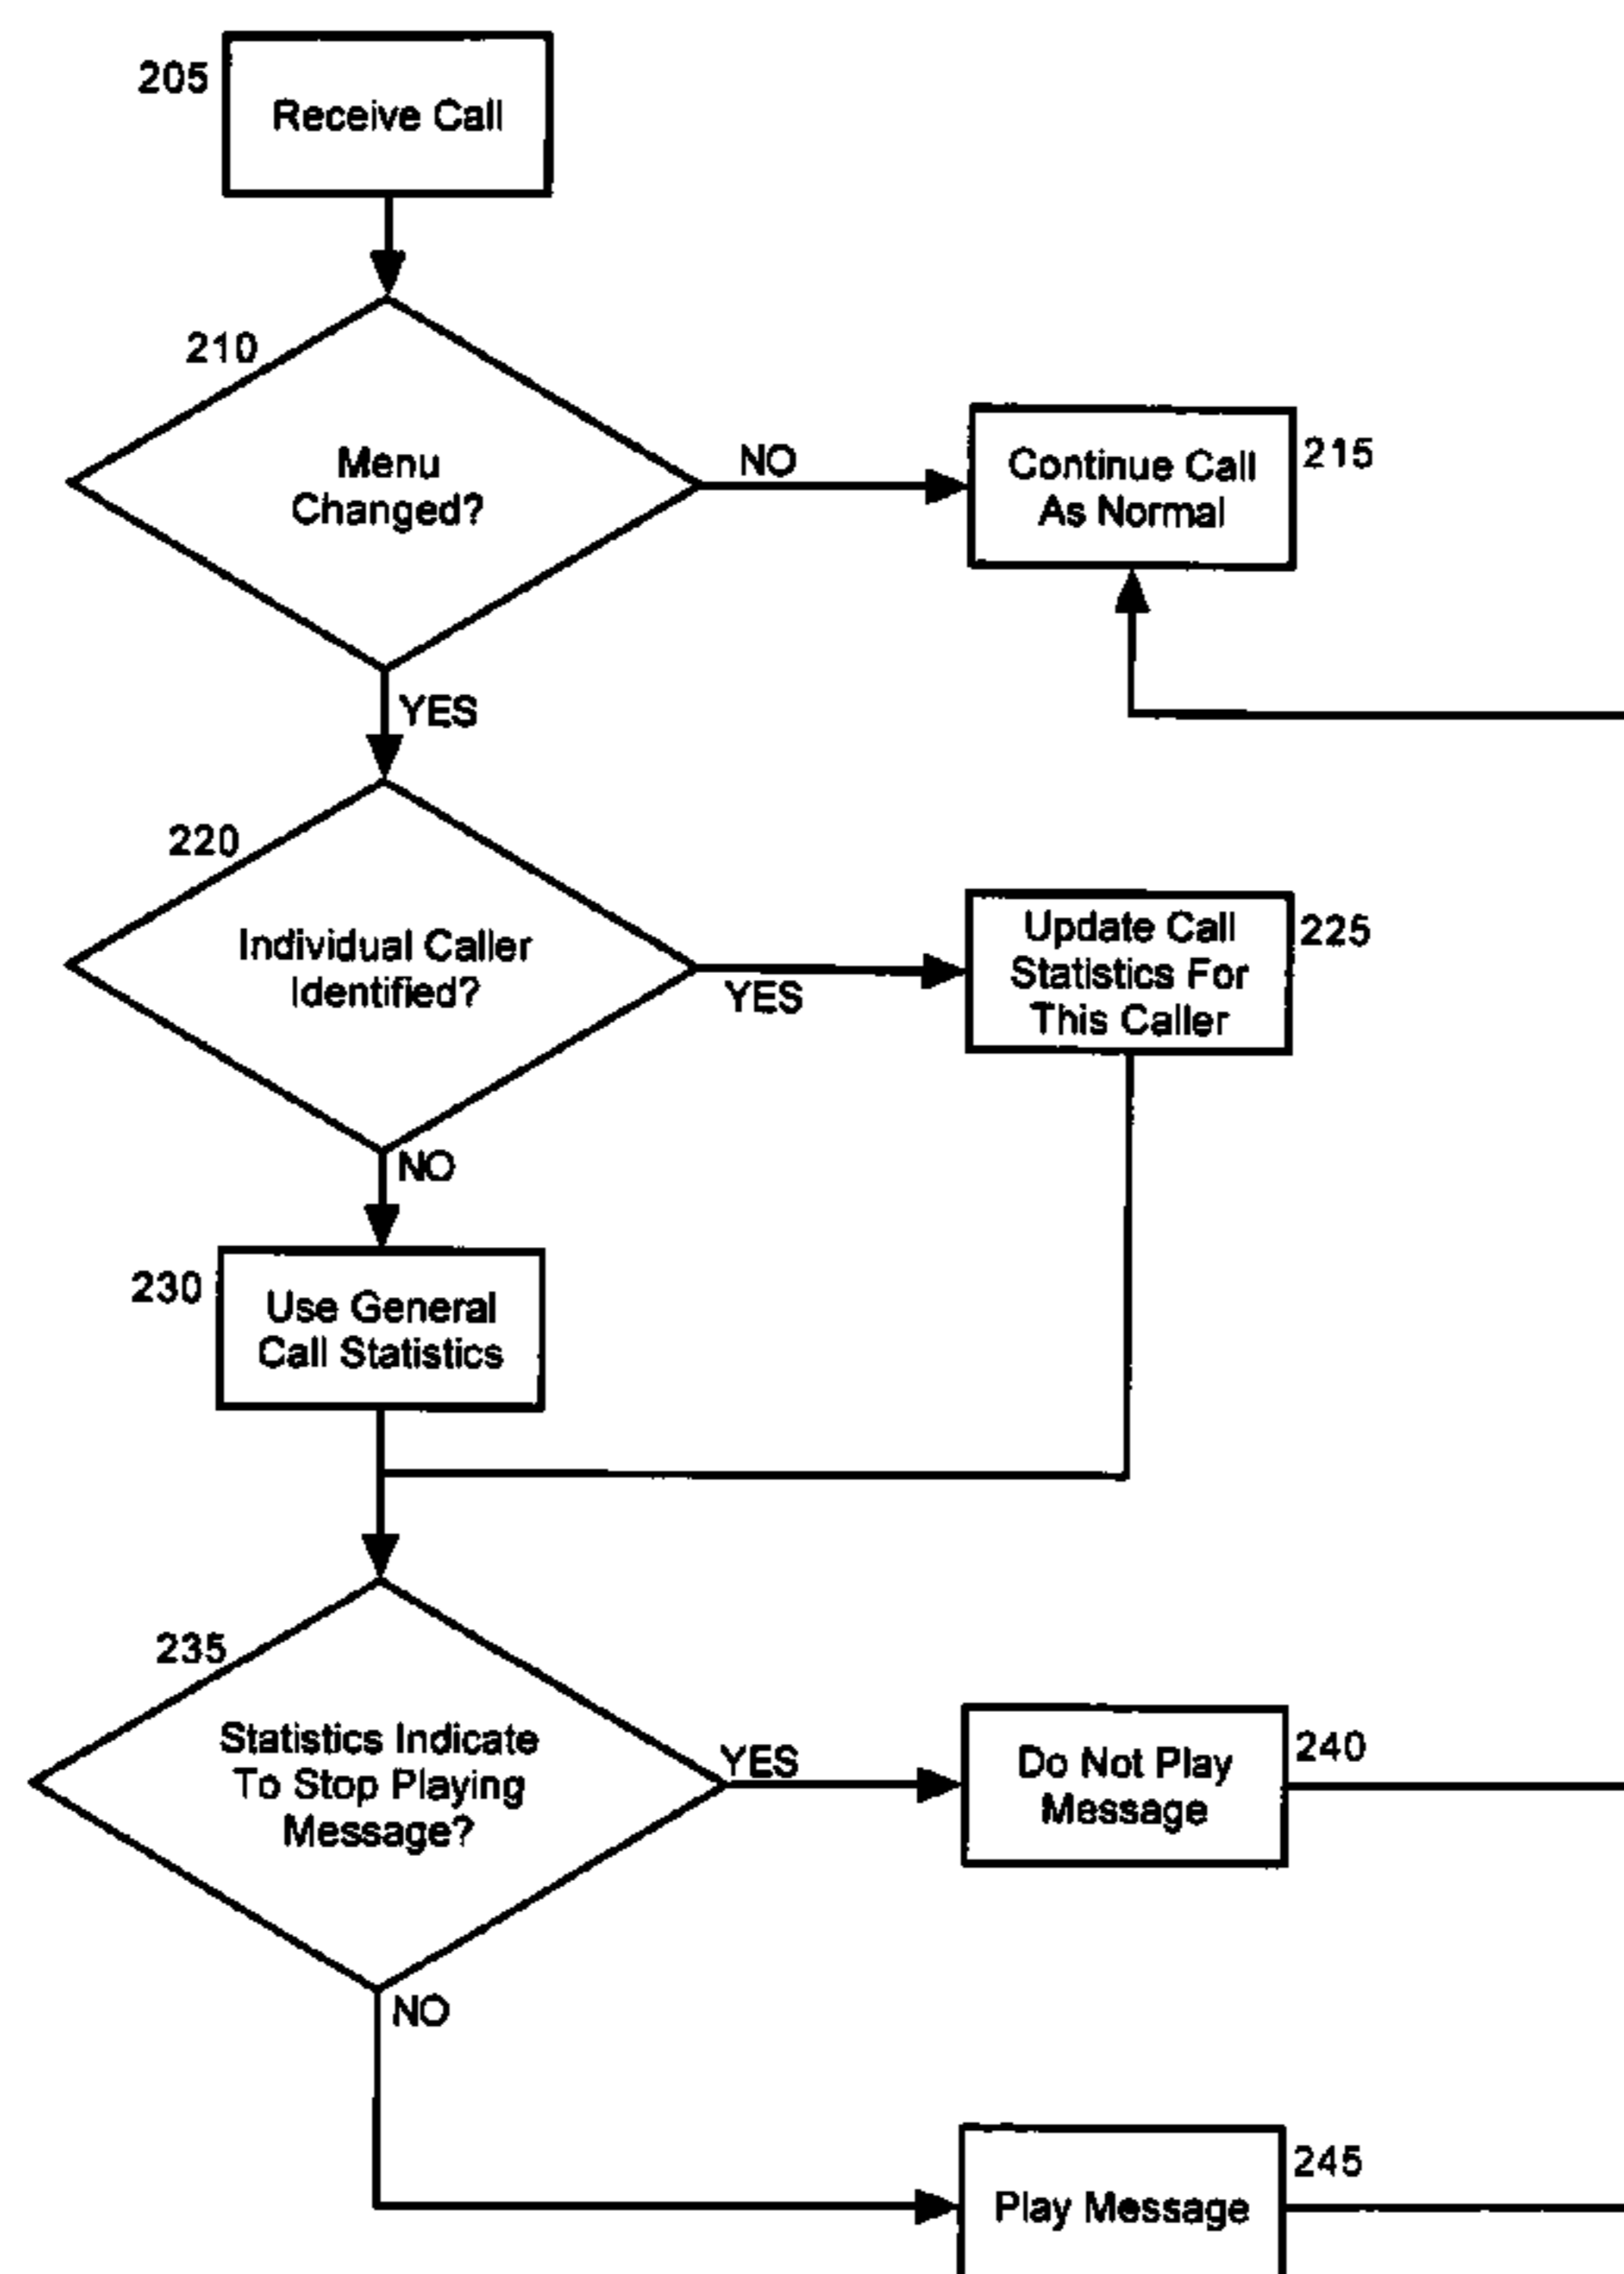 205
Receive Call
210
Menu
Changed?
NO
Continue Call
As Normal
215
YES
220
Individual Caller
Identified?
YES
Update Call
Statistics For
This Caller
225
NO
230
Use General
Call Statistics
235
Statistics Indicate
To Stop Playing
Message?
YES
Do Not Play
Message
240
NO
Play Message
245